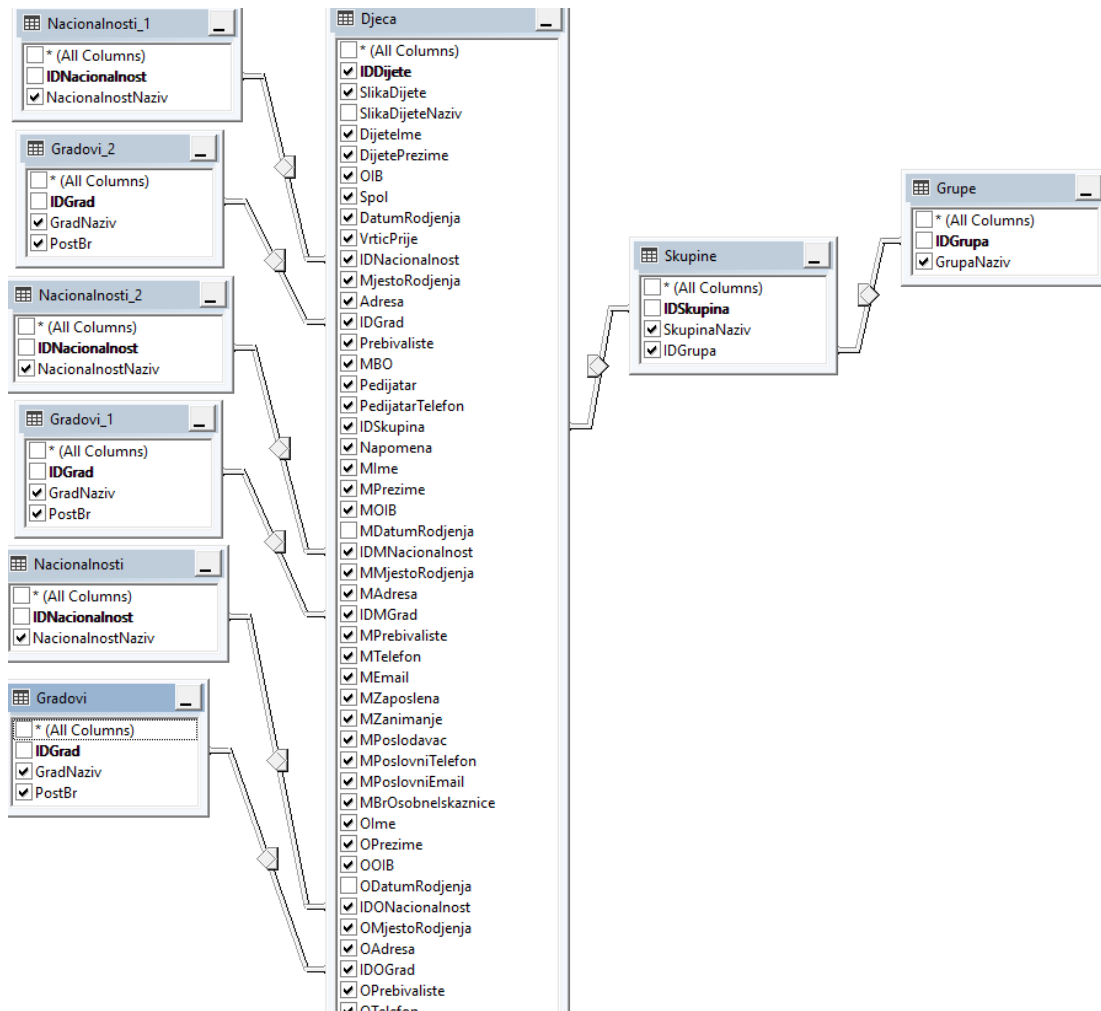 Nacionalnosti_1
* (All Columns)
IDNacionalnost
NacionalnostNaziv
Gradovi_2
* (All Columns)
IDGrad
GradNaziv
PostBr
Nacionalnosti_2
* (All Columns)
IDNacionalnost
NacionalnostNaziv
Gradovi_1
* (All Columns)
IDGrad
GradNaziv
PostBr
Nacionalnosti
* (All Columns)
IDNacionalnost
NacionalnostNaziv
Gradovi
* (All Columns)
IDGrad
GradNaziv
PostBr
Djeca
* (All Columns)
IDDijete
SlikaDijete
SlikaDijeteNaziv
DijeteIme
DijetePrezime
OIB
Spol
DatumRodjenja
VrticPrije
IDNacionalnost
MjestoRodjenja
Adresa
IDGrad
Prebivaliste
MBO
Pedijatar
PedijatarTelefon
IDSkupina
Napomena
MIme
MPrezime
MOIB
MDatumRodjenja
IDMNacionalnost
MMjestoRodjenja
MAdresa
IDMGrad
MPrebivaliste
MTelefon
MEmail
MZaposlena
MZanimanje
MPoslodavac
MPoslovniTelefon
MPoslovniEmail
MBrOsobneIskaznice
OIme
OPrezime
OOIB
ODatumRodjenja
IDONacionalnost
OMjestoRodjenja
OAdresa
IDOGrad
OPrebivaliste
OTelefon
Skupine
* (All Columns)
IDSkupina
SkupinaNaziv
IDGrupa
Grupe
* (All Columns)
IDGrupa
GrupaNaziv